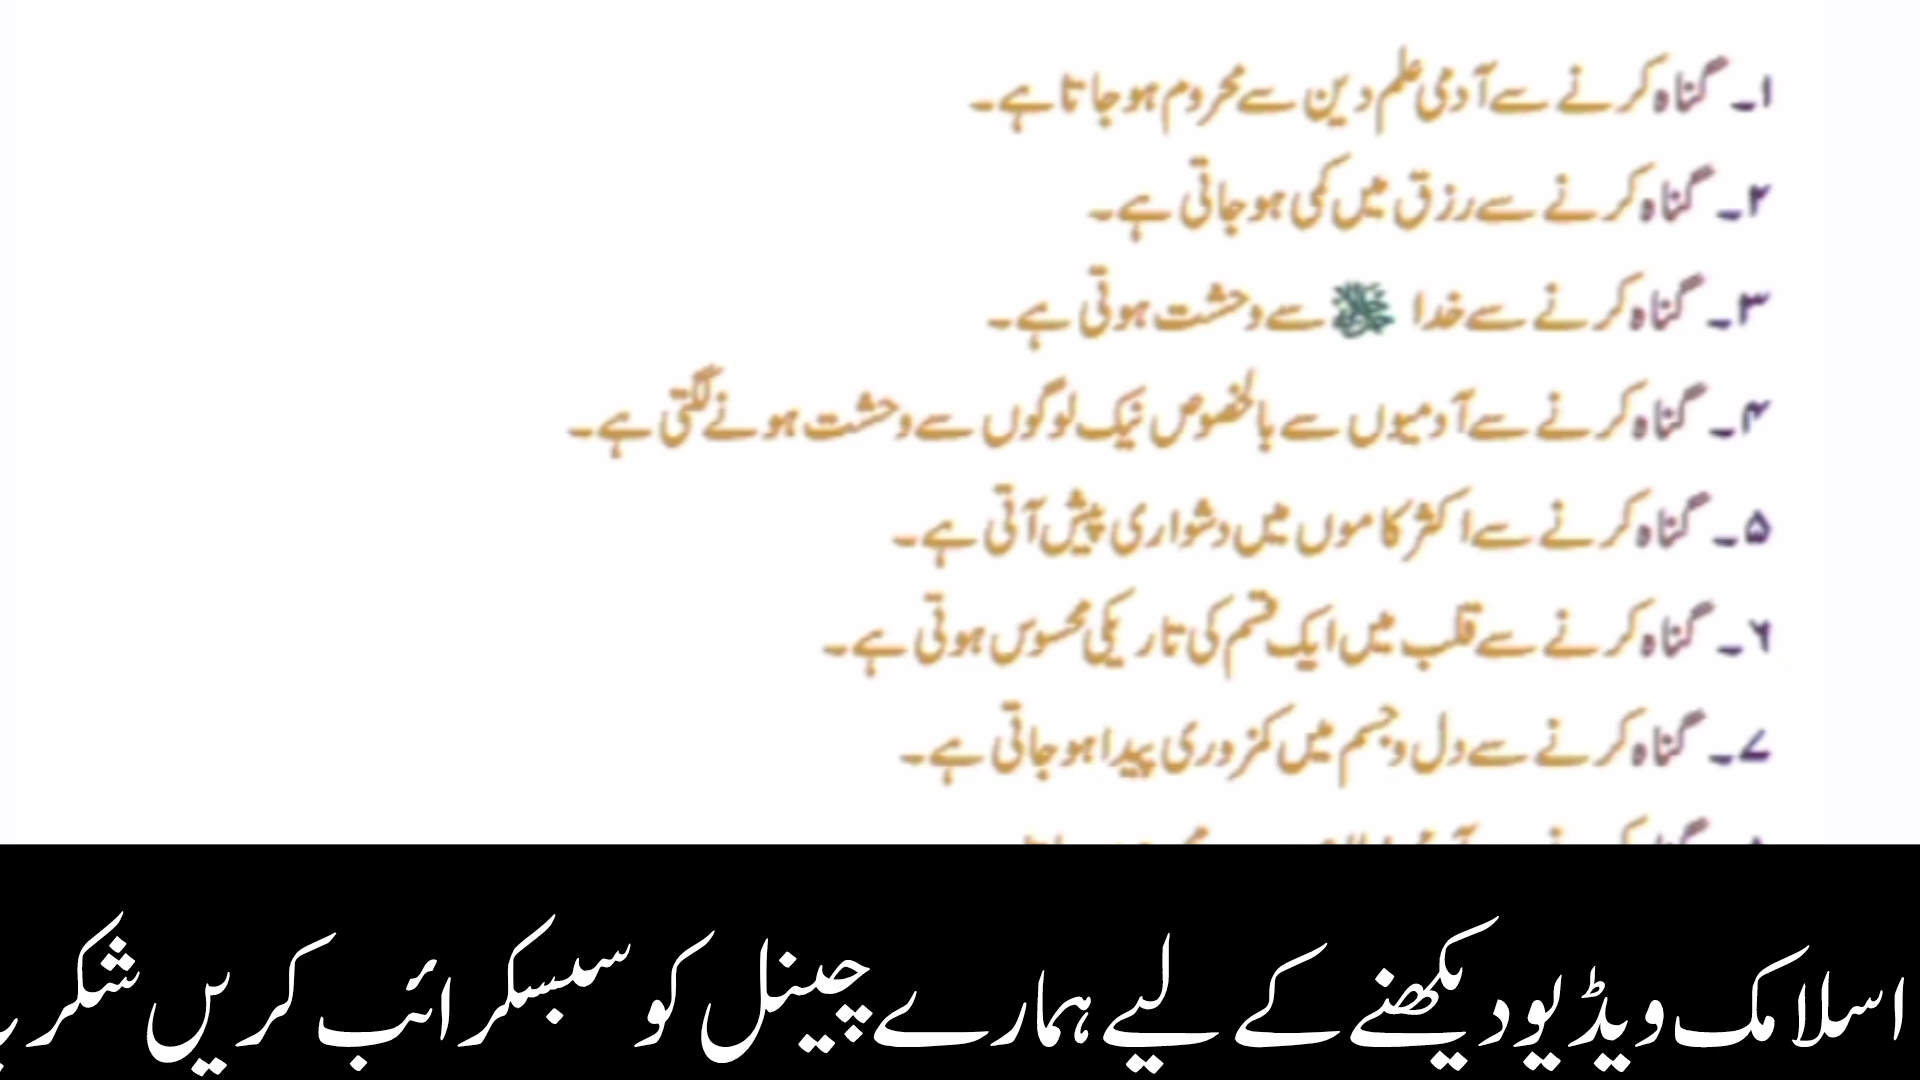 ۱۔ گناہ کرنے سے آدمی علم دین سے محروم ہو جاتا ہے۔
۲۔ گناہ کرنے سے رزق میں کمی ہو جاتی ہے۔
۳۔ گناہ کرنے سے خدا سے وحشت ہوتی ہے۔
۴۔ گناہ کرنے سے آدمیوں سے بالخصوص نیک لوگوں سے وحشت ہونے لگتی ہے۔
۵۔ گناہ کرنے سے اکثر کاموں میں دشواری پیش آتی ہے۔
۶۔ گناہ کرنے سے قلب میں ایک قسم کی تاریکی محسوس ہوتی ہے۔
۷۔ گناہ کرنے سے دل و جسم میں کمزوری پیدا ہو جاتی ہے۔
اسلامک ویڈیو دیکھنے کے لیے ہمارے چینل کو سبسکرائب کریں شکریہ